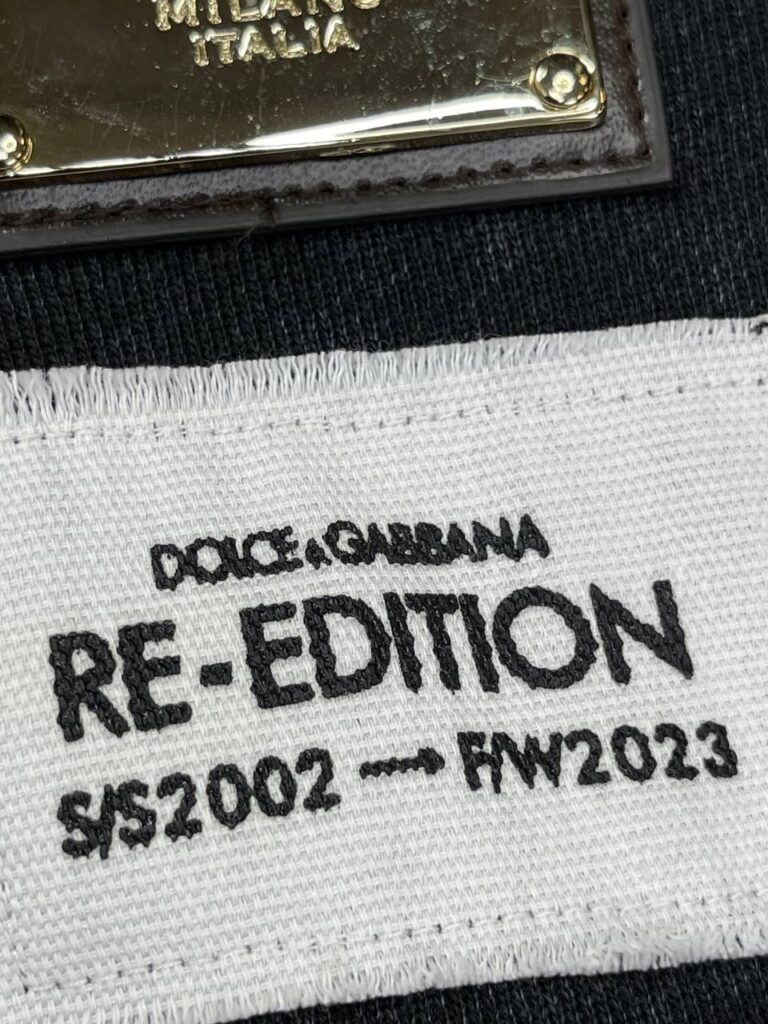 MILANO
ITALIA
DOLCE & GABBANA
RE-EDITION
S/S2002 → F/W2023